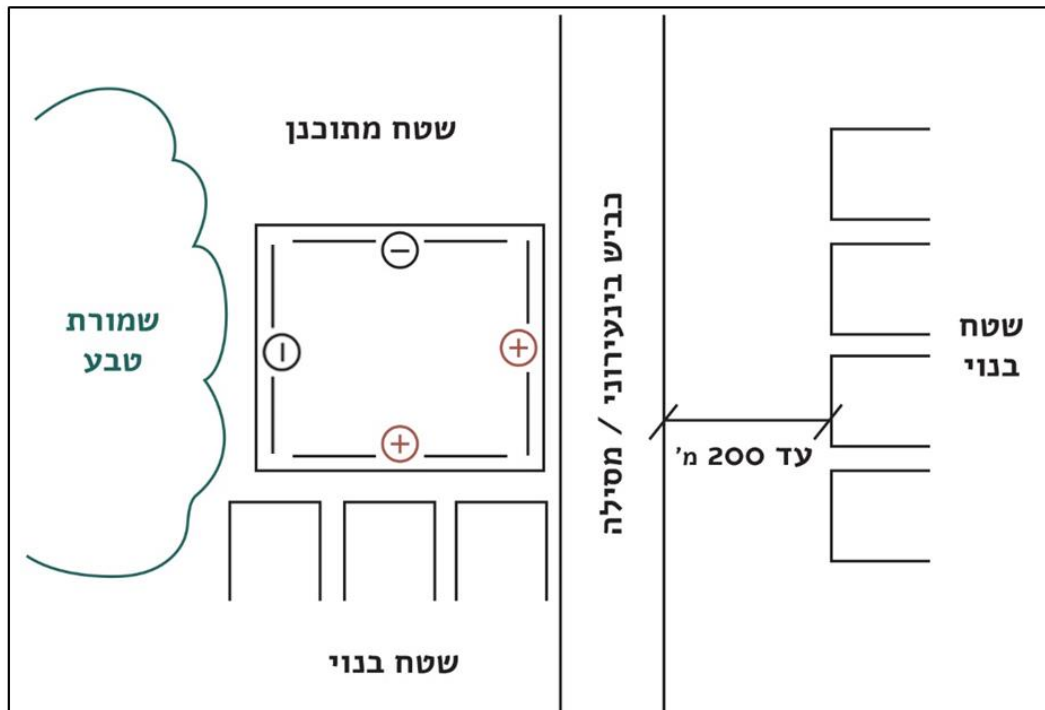 שטח מתוכנן
שמורת
טבע
−
−
+
+
כביש בינעירוני / מסילה
עד 200 מ'
שטח
בנוי
שטח בנוי